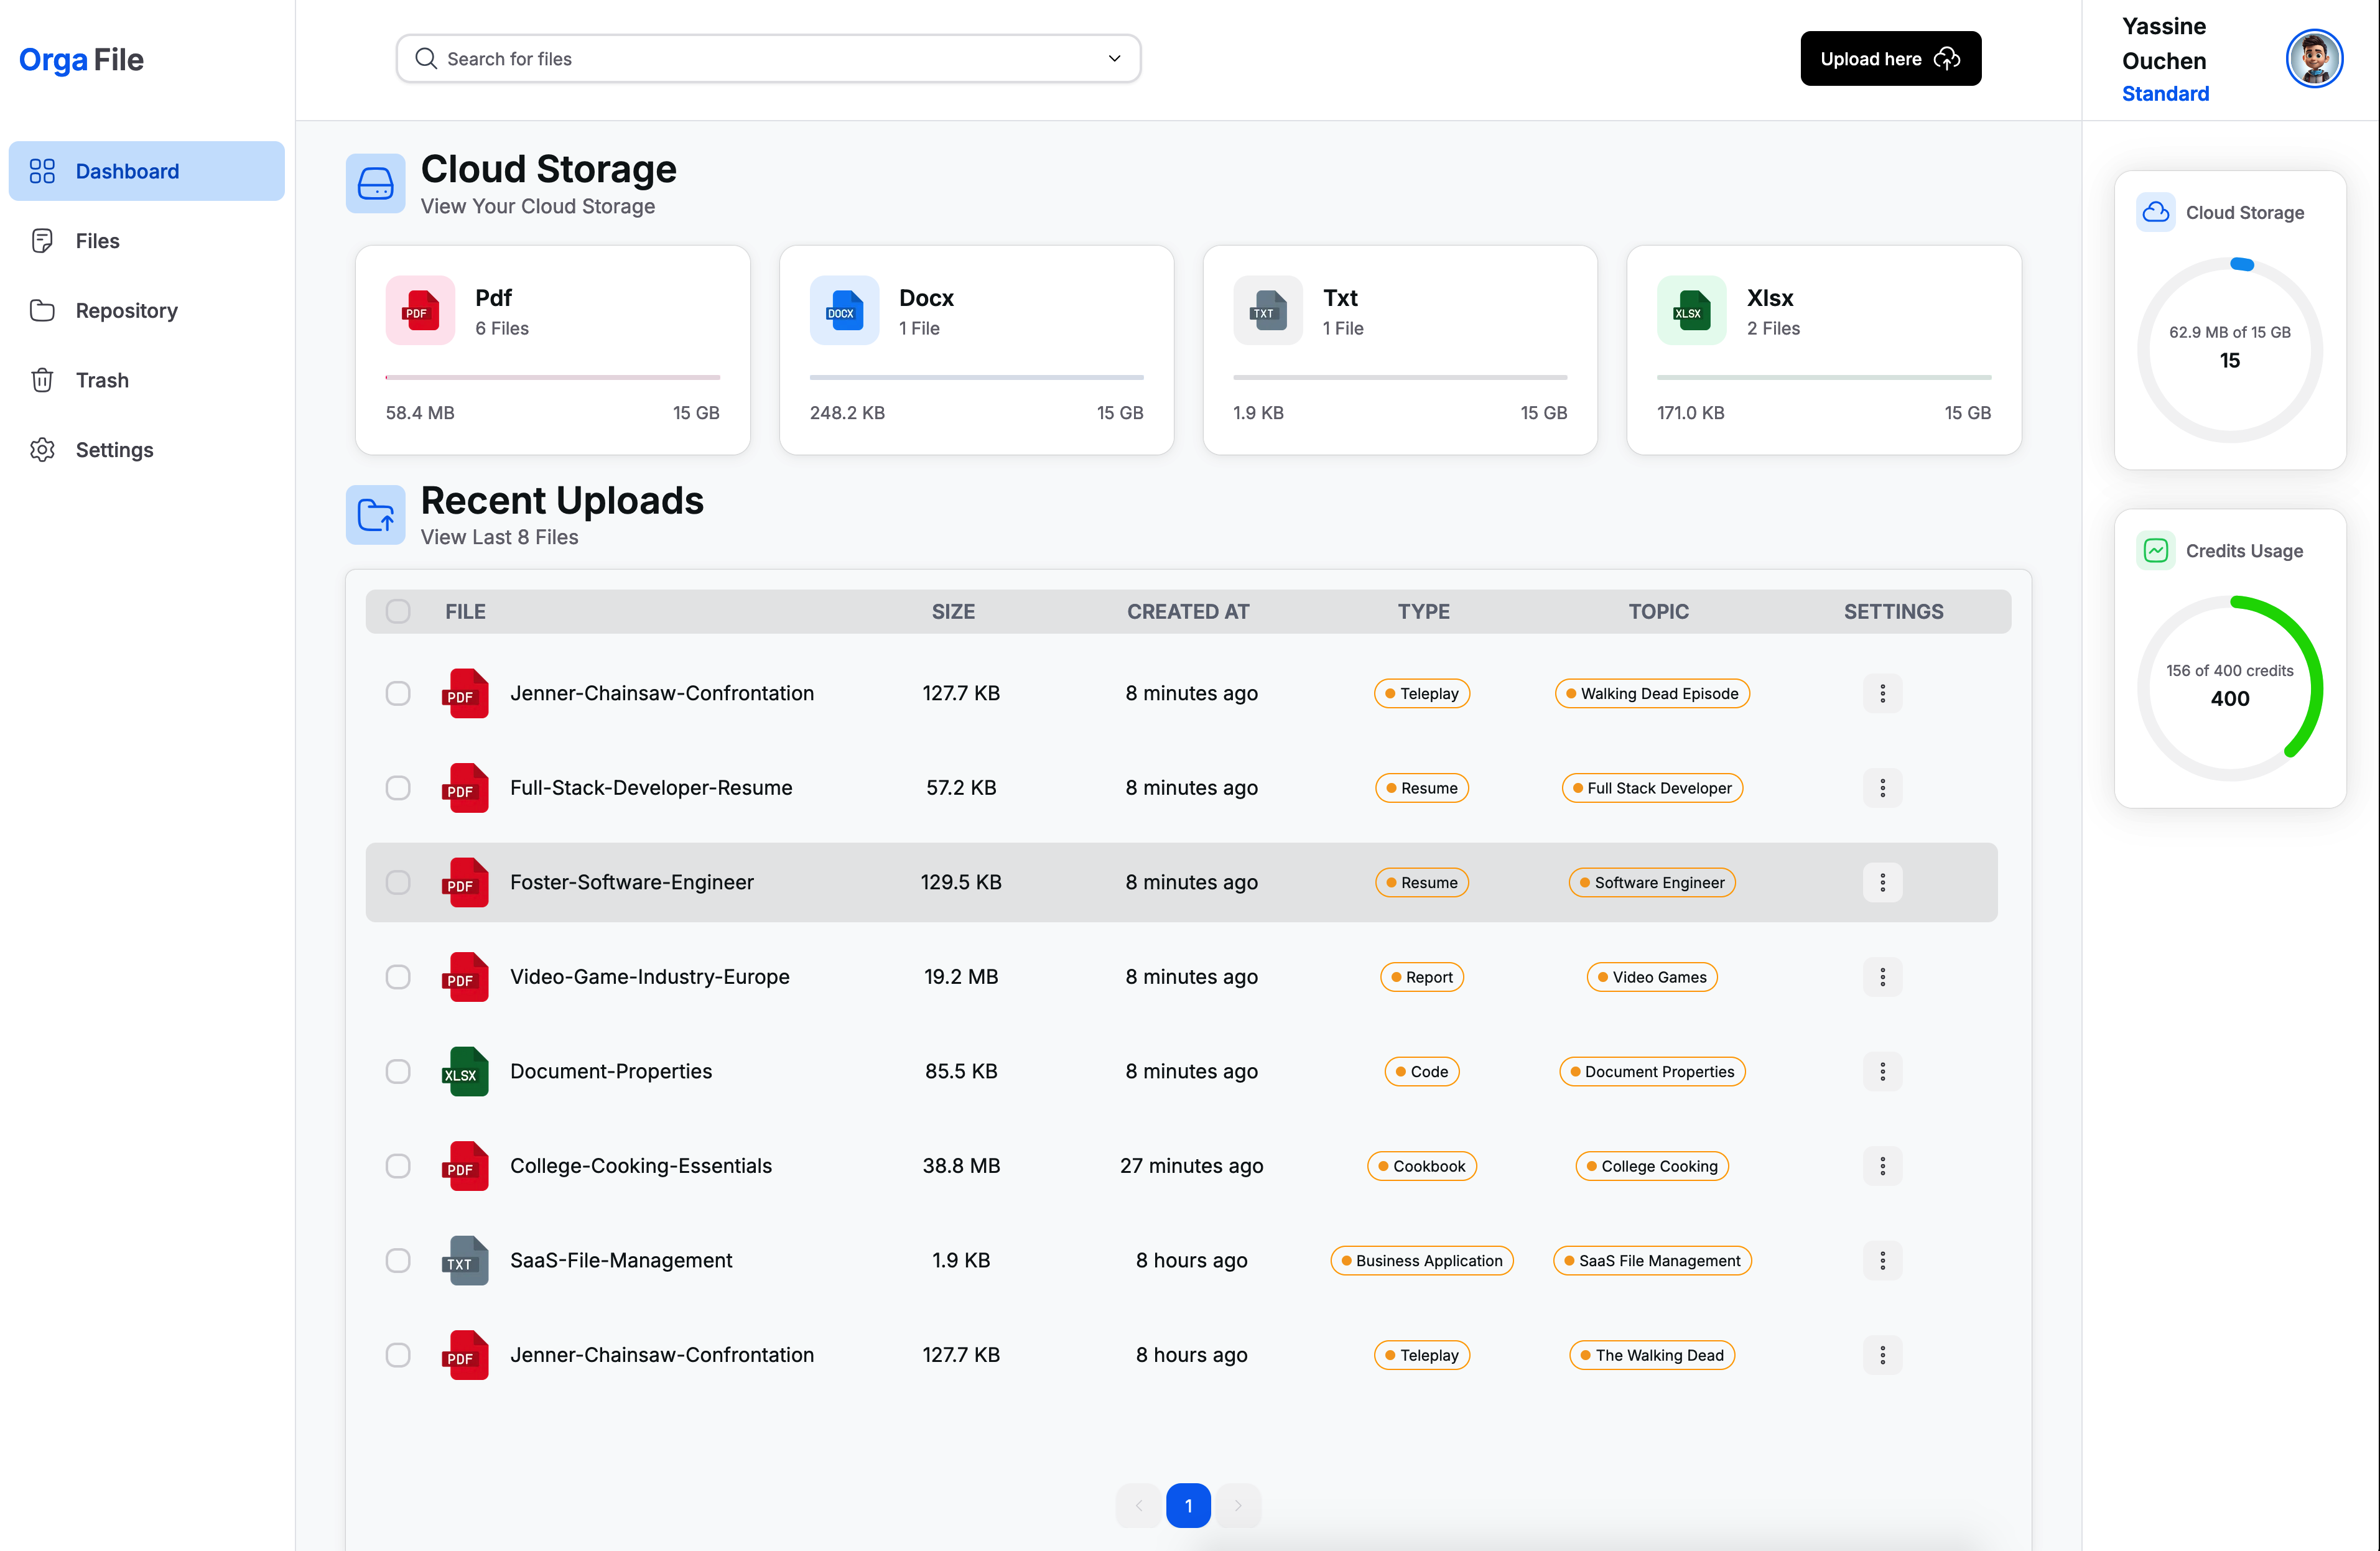 Orga File
Dashboard
Files
Repository
Trash
Settings
Search for files
Upload here
Yassine
Ouchen
Standard
Cloud Storage
View Your Cloud Storage
PDF
Pdf
6 Files
58.4 MB 15 GB
DOCX
Docx
1 File
248.2 KB 15 GB
TXT
Txt
1 File
1.9 KB 15 GB
XLSX
Xlsx
2 Files
171.0 KB 15 GB
Recent Uploads
View Last 8 Files
FILE SIZE CREATED AT TYPE TOPIC SETTINGS
PDF Jenner-Chainsaw-Confrontation 127.7 KB 8 minutes ago Teleplay Walking Dead Episode
PDF Full-Stack-Developer-Resume 57.2 KB 8 minutes ago Resume Full Stack Developer
PDF Foster-Software-Engineer 129.5 KB 8 minutes ago Resume Software Engineer
PDF Video-Game-Industry-Europe 19.2 MB 8 minutes ago Report Video Games
XLSX Document-Properties 85.5 KB 8 minutes ago Code Document Properties
PDF College-Cooking-Essentials 38.8 MB 27 minutes ago Cookbook College Cooking
TXT SaaS-File-Management 1.9 KB 8 hours ago Business Application SaaS File Management
PDF Jenner-Chainsaw-Confrontation 127.7 KB 8 hours ago Teleplay The Walking Dead
1
Cloud Storage
62.9 MB of 15 GB
15
Credits Usage
156 of 400 credits
400